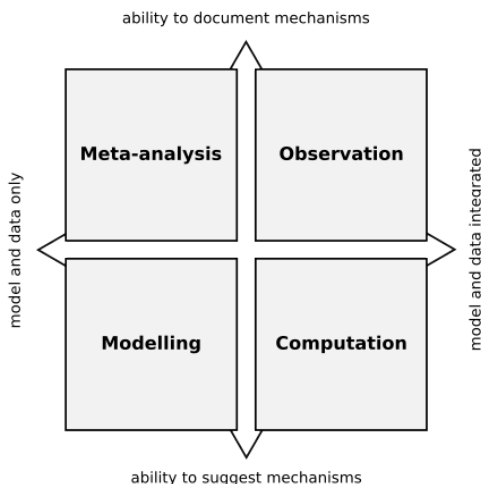 ability to document mechanisms
Meta-analysis
Observation
model and data only
model and data integrated
Modelling
Computation
ability to suggest mechanisms